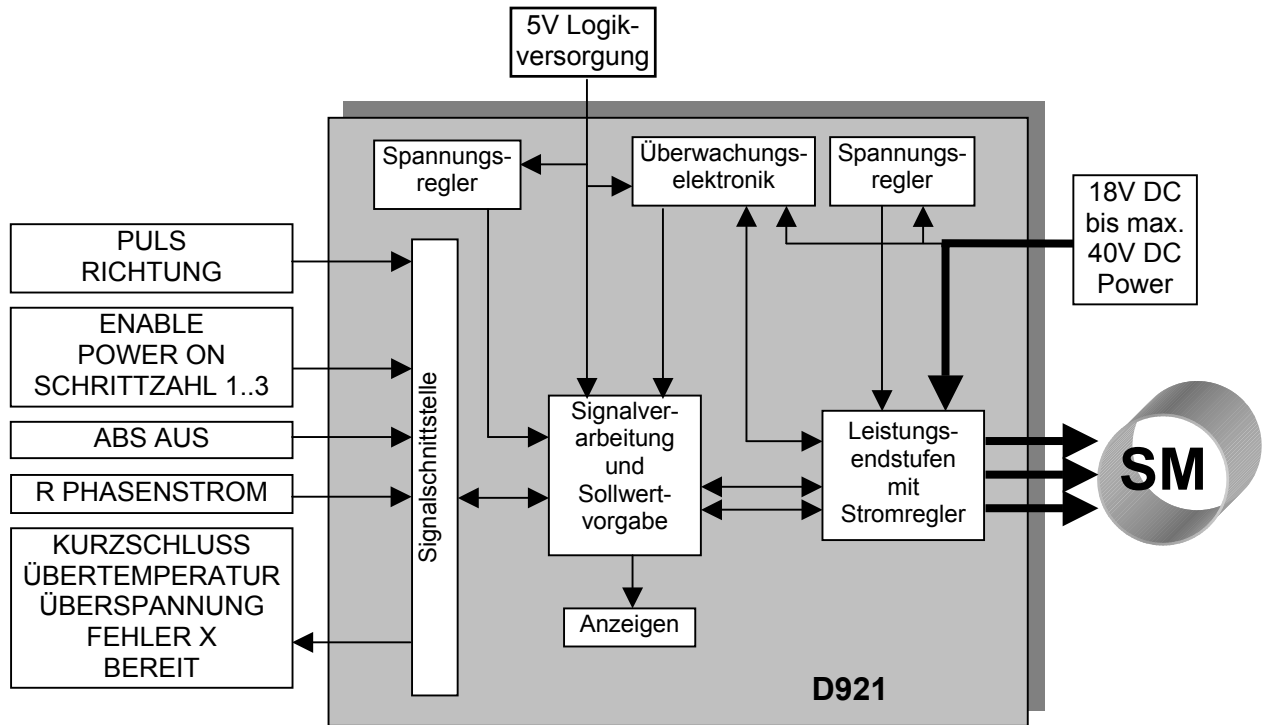 5V Logik-
versorgung
Spannungs-
regler
Überwachungs-
elektronik
Spannungs-
regler
18V DC
bis max.
40V DC
Power
PULS
RICHTUNG
ENABLE
POWER ON
SCHRITTZAHL 1..3
ABS AUS
R PHASENSTROM
KURZSCHLUSS
ÜBERTEMPERATUR
ÜBERSPANNUNG
FEHLER X
BEREIT
Signalschnittstelle
Signalver-
arbeitung
und
Sollwert-
vorgabe
Leistungs-
endstufen
mit
Stromregler
SM
Anzeigen
D921